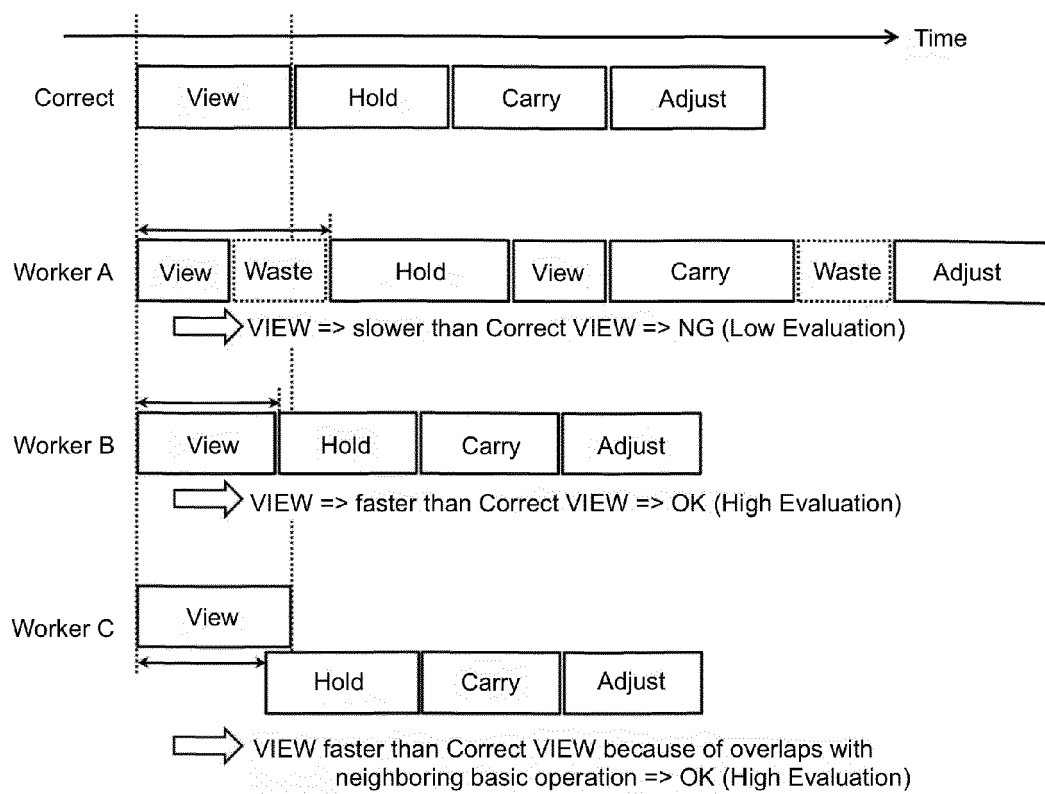 Time
Correct View Hold Carry Adjust
Worker A View Waste Hold View Carry Waste Adjust
VIEW => slower than Correct VIEW => NG (Low Evaluation)
Worker B View Hold Carry Adjust
VIEW => faster than Correct VIEW => OK (High Evaluation)
View
Worker C
Hold Carry Adjust
VIEW faster than Correct VIEW because of overlaps with
neighboring basic operation => OK (High Evaluation)